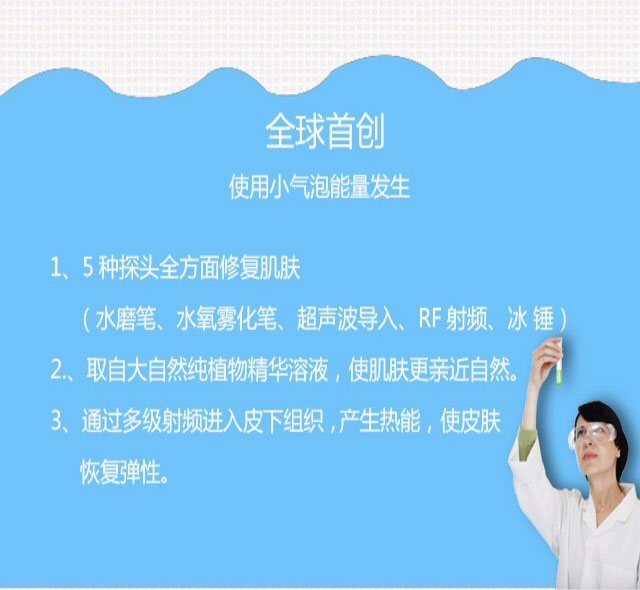 全球首创
使用小气泡能量发生
1、5种探头全方面修复肌肤
（水磨笔、水氧雾化笔、超声波导入、RF射频、冰 锤）
2.、取自大自然纯植物精华溶液，使肌肤更亲近自然。
3、通过多级射频进入皮下组织，产生热能，使皮肤
恢复弹性。